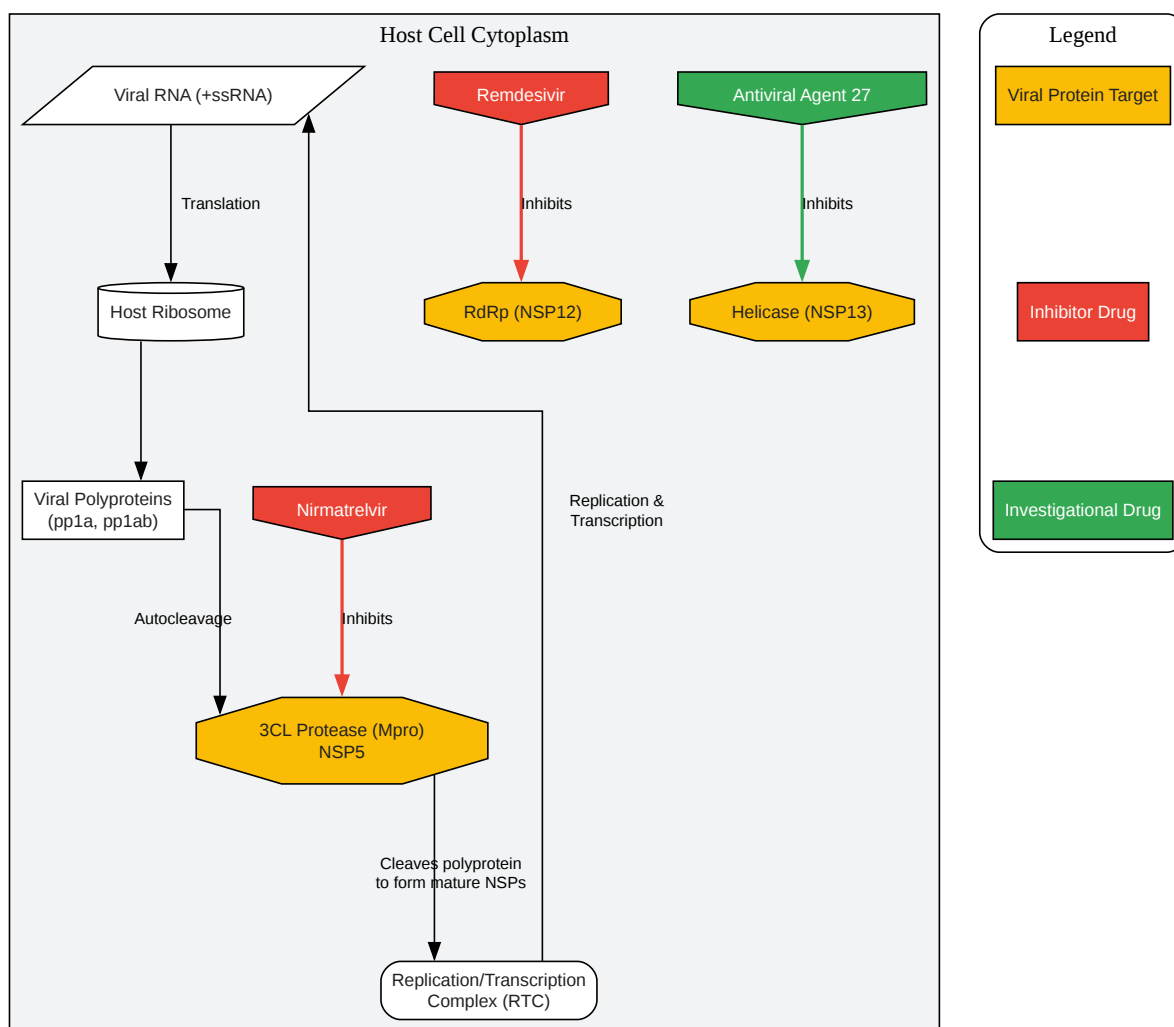 Host Cell Cytoplasm
Legend
Viral RNA (+ssRNA)
Remdesivir
Antiviral Agent 27
Viral Protein Target
Translation
Inhibits
Inhibits
Host Ribosome
RdRp (NSP12)
Helicase (NSP13)
Inhibitor Drug
Viral Polyproteins
(pp1a, pp1ab)
Nirmatrelvir
Replication &
Transcription
Investigational Drug
Autocleavage
Inhibits
3CL Protease (Mpro)
NSP5
Cleaves polyprotein
to form mature NSPs
Replication/Transcription
Complex (RTC)